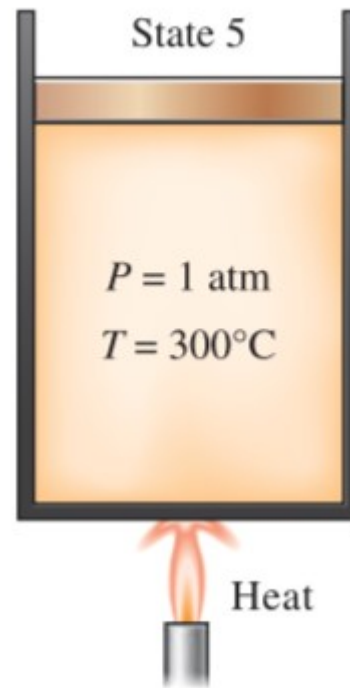 State 5
P = 1 atm
T = 300°C
Heat